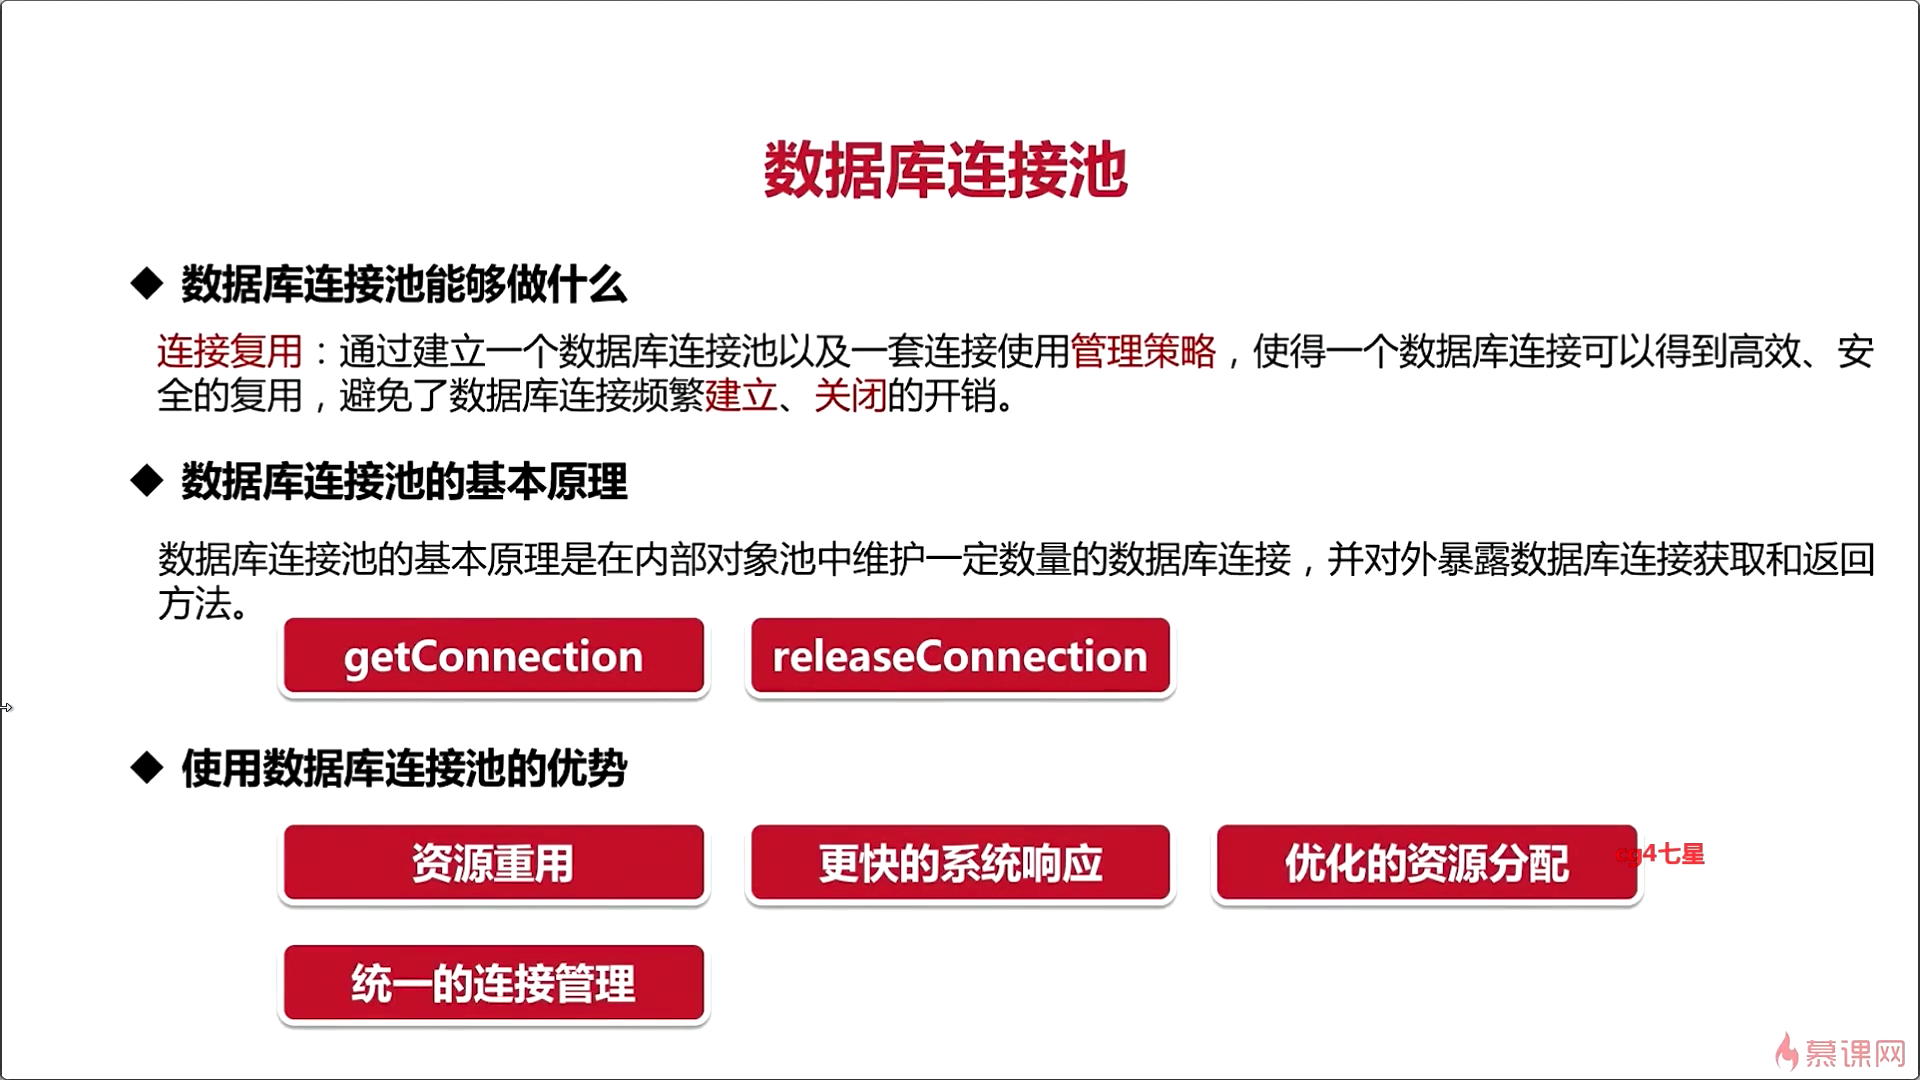 数据库连接池
数据库连接池能够做什么
连接复用：通过建立一个数据库连接池以及一套连接使用管理策略，使得一个数据库连接可以得到高效、安
全的复用，避免了数据库连接频繁建立、关闭的开销。
数据库连接池的基本原理
数据库连接池的基本原理是在内部对象池中维护一定数量的数据库连接，并对外暴露数据库连接获取和返回
方法。
getConnection releaseConnection
使用数据库连接池的优势
资源重用 更快的系统响应 优化的资源分配 cg4七星
统一的连接管理
慕课网